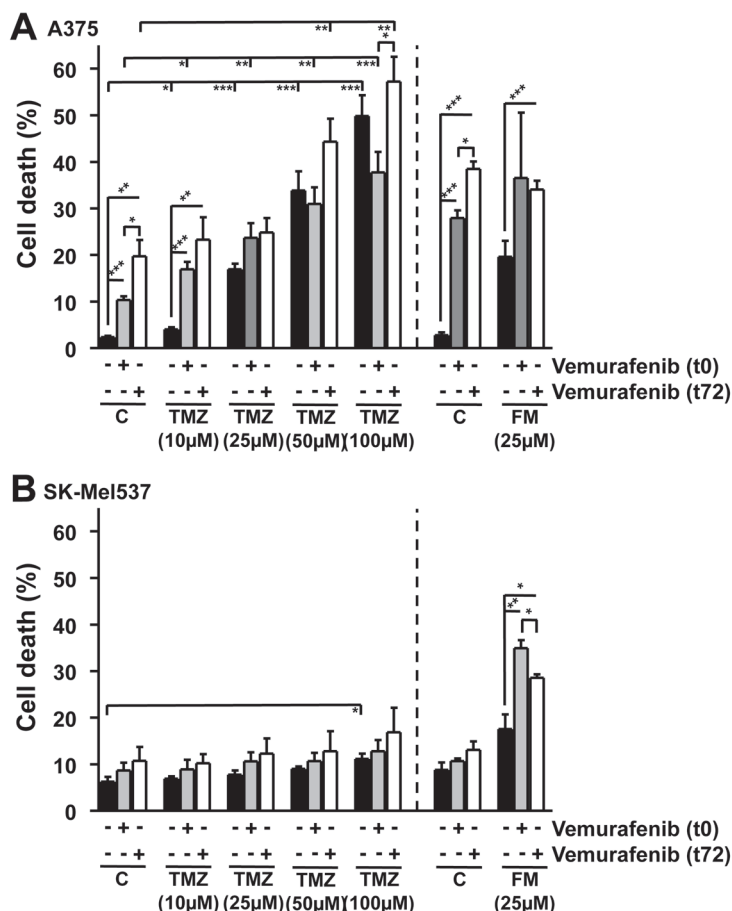 A A375
** **
* ** ** *** *
* *** *** ***
Cell death (%)
60
50
40
30
20
10
0
** * ***
** ***
*** * ***
***
- + - - + - - + - - + - - + - - + - - + - Vemurafenib (t0)
- - + - - + - - + - - + - - + - - + - - + Vemurafenib (t72)
C TMZ TMZ TMZ TMZ C FM
(10µM) (25µM) (50µM) (100µM) (25µM)
B SK-Mel537
Cell death (%)
60
50
40
30
20
10
0
*
*
** *
- + - - + - - + - - + - - + - - + - - + - Vemurafenib (t0)
- - + - - + - - + - - + - - + - - + - - + Vemurafenib (t72)
C TMZ TMZ TMZ TMZ C FM
(10µM) (25µM) (50µM) (100µM) (25µM)